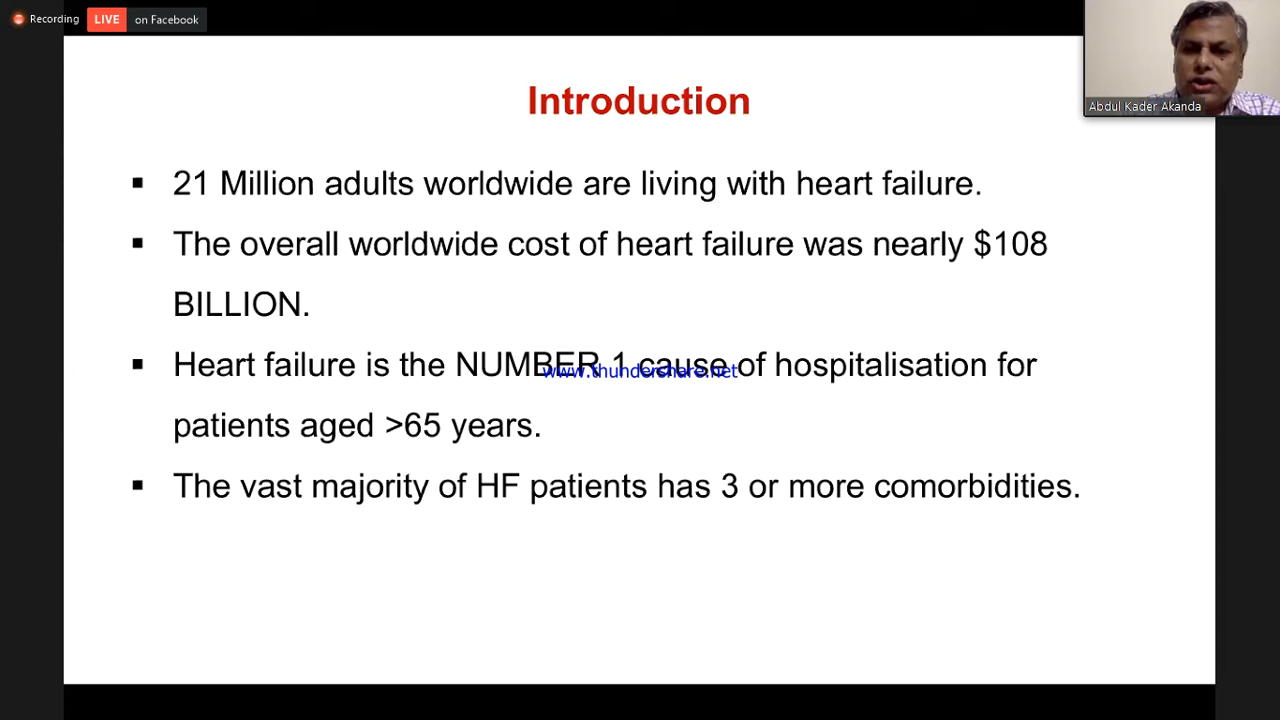 Recording LIVE on Facebook
Abdul Kader Akanda
Introduction
▪ 21 Million adults worldwide are living with heart failure.
▪ The overall worldwide cost of heart failure was nearly $108
BILLION.
▪ Heart failure is the NUMBER 1 cause of hospitalisation for
www.thundershare.net
patients aged >65 years.
▪ The vast majority of HF patients has 3 or more comorbidities.